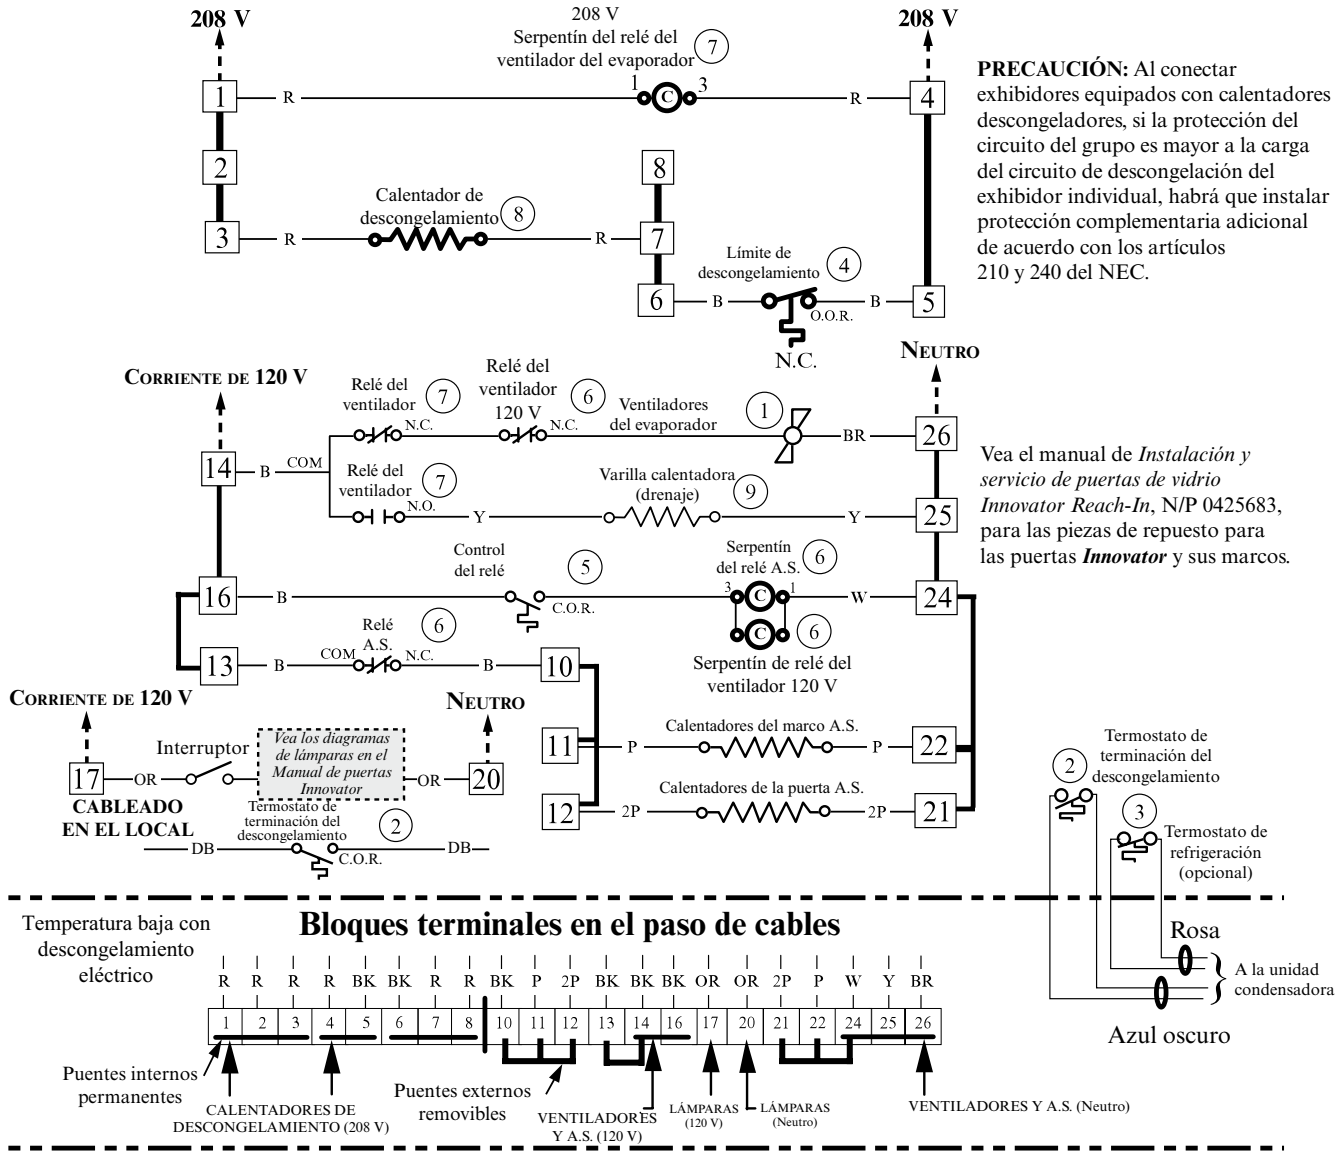 208 V
208 V
208 V
Serpentín del relé del
ventilador del evaporador
7
1
C
3
1
R
R
4
PRECAUCIÓN: Al conectar
exhibidores equipados con calentadores
descongeladores, si la protección del
circuito del grupo es mayor a la carga
del circuito de descongelación del
exhibidor individual, habrá que instalar
protección complementaria adicional
de acuerdo con los artículos
210 y 240 del NEC.
2
8
Calentador de
descongelamiento
8
3
R
R
7
Límite de
descongelamiento
4
6
B
B
5
O.O.R.
N.C.
CORRIENTE DE 120 V
NEUTRO
Relé del
ventilador
7
N.C.
Relé del
ventilador
120 V
6
N.C.
Ventiladores
del evaporador
1
BR
26
14
B
COM
Relé del
ventilador
7
N.O.
Y
Varilla calentadora
(drenaje)
9
Y
25
Vea el manual de Instalación y
servicio de puertas de vidrio
Innovator Reach-In, N/P 0425683,
para las piezas de repuesto para
las puertas Innovator y sus marcos.
Control
del relé
5
Serpentín
del relé A.S.
6
16
B
C.O.R.
3
C
1
W
24
C
6
Serpentín de relé del
ventilador 120 V
Relé
A.S.
6
13
B
COM
N.C.
B
10
CORRIENTE DE 120 V
NEUTRO
Interruptor
Vea los diagramas
de lámparas en el
Manual de puertas
Innovator
17
OR
OR
20
CABLEADO
EN EL LOCAL
11
P
Calentadores del marco A.S.
P
22
12
2P
Calentadores de la puerta A.S.
2P
21
Termostato de
terminación del
descongelamiento
2
DB
C.O.R.
DB
Termostato de
terminación del
descongelamiento
2
3
Termostato de
refrigeración
(opcional)
Rosa
A la unidad
condensadora
Azul oscuro
Temperatura baja con
descongelamiento
eléctrico
Bloques terminales en el paso de cables
R R R R BK BK R R BK P 2P BK BK BK OR OR 2P P W Y BR
1 2 3 4 5 6 7 8 10 11 12 13 14 16 17 20 21 22 24 25 26
Puentes internos
permanentes
CALENTADORES DE
DESCONGELAMIENTO (208 V)
Puentes externos
removibles
VENTILADORES
Y A.S. (120 V)
LÁMPARAS
(120 V)
LÁMPARAS
(Neutro)
VENTILADORES Y A.S. (Neutro)